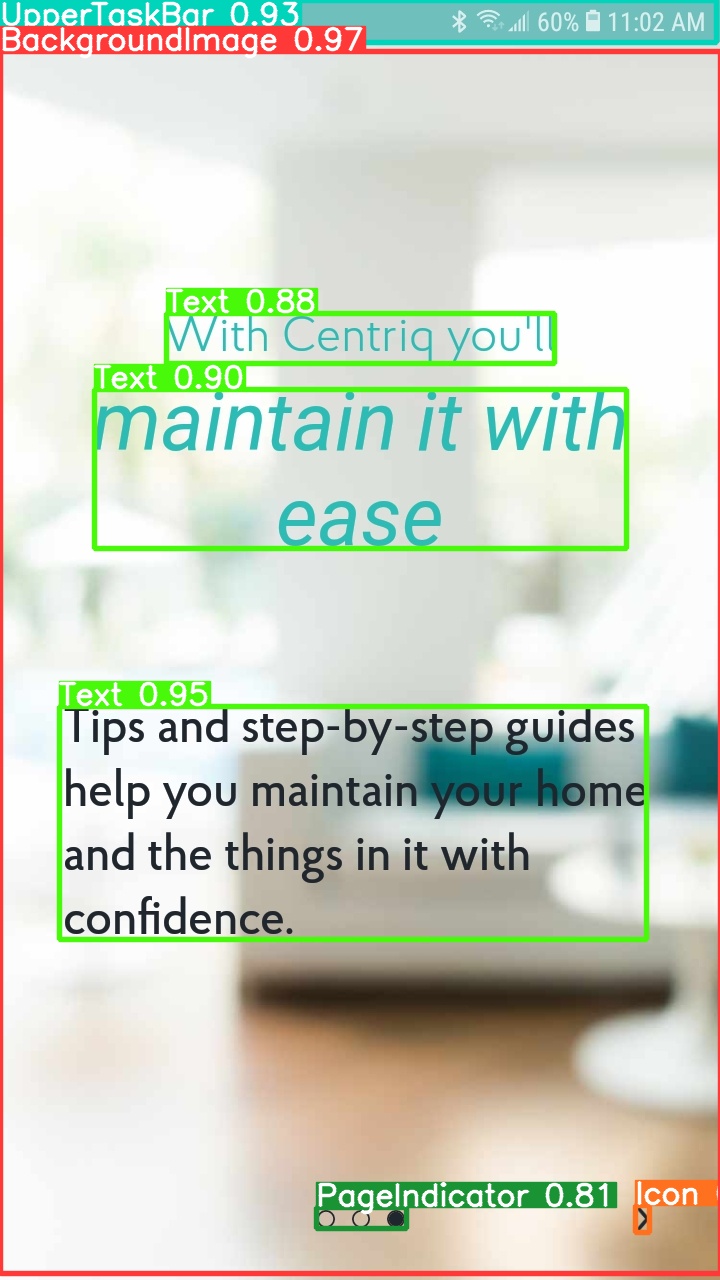 UpperTaskBar 0.93
60% 11:02 AM
BackgroundImage 0.97
Text 0.88
With Centriq you'll
Text 0.90
maintain it with
ease
Text 0.95
Tips and step-by-step guides
help you maintain your home
and the things in it with
confidence.
PageIndicator 0.81
Icon